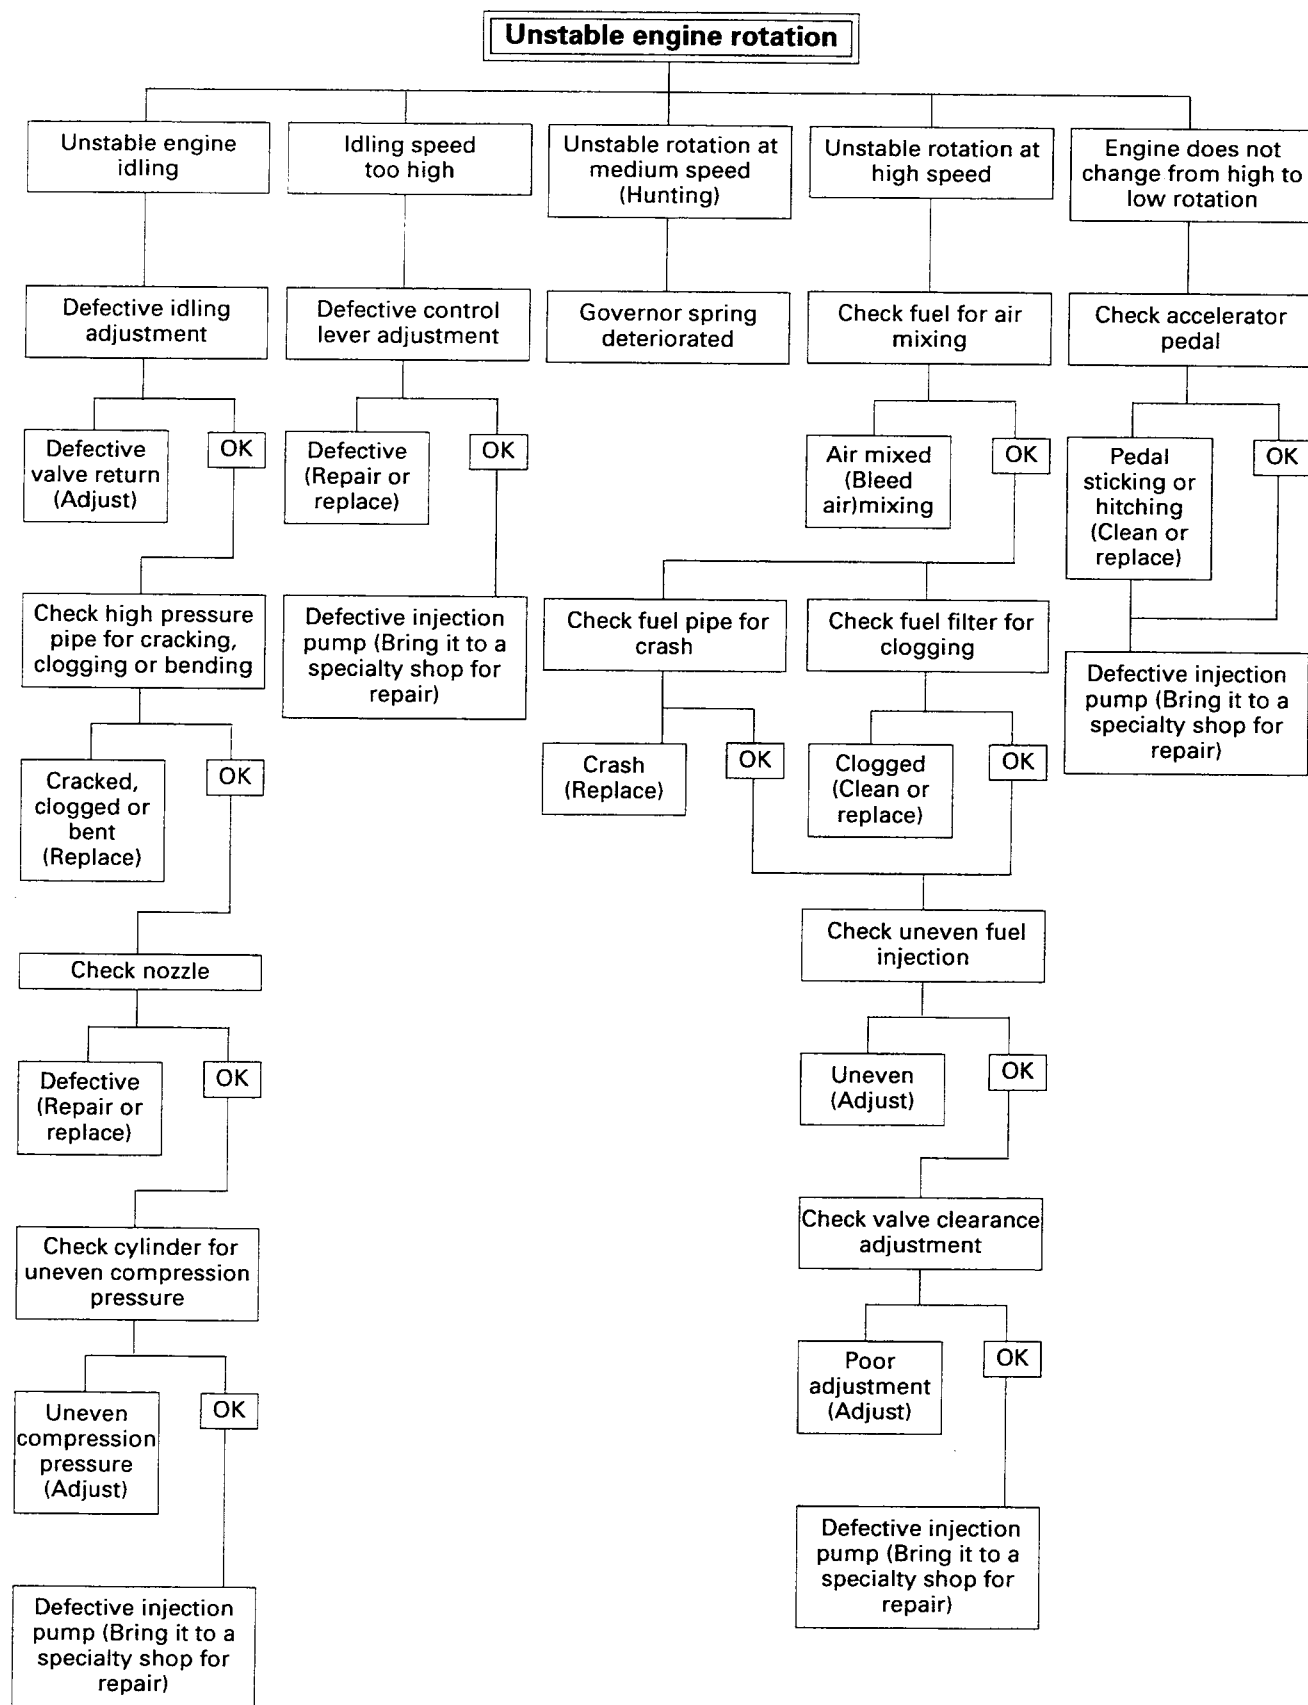 Unstable engine rotation
Unstable engine
idling
Idling speed
too high
Unstable rotation at
medium speed
(Hunting)
Unstable rotation at
high speed
Engine does not
change from high to
low rotation
Defective idling
adjustment
Defective control
lever adjustment
Governor spring
deteriorated
Check fuel for air
mixing
Check accelerator
pedal
Defective
valve return
(Adjust)
OK
Defective
(Repair or
replace)
OK
Air mixed
(Bleed
air)mixing
OK
Pedal
sticking or
hitching
(Clean or
replace)
OK
Check high pressure
pipe for cracking,
clogging or bending
Defective injection
pump (Bring it to a
specialty shop for
repair)
Check fuel pipe for
crash
Check fuel filter for
clogging
Defective injection
pump (Bring it to a
specialty shop for
repair)
Cracked,
clogged or
bent
(Replace)
OK
Crash
(Replace)
OK
Clogged
(Clean or
replace)
OK
Check nozzle
Check uneven fuel
injection
Defective
(Repair or
replace)
OK
Uneven
(Adjust)
OK
Check cylinder for
uneven compression
pressure
Check valve clearance
adjustment
Uneven
compression
pressure
(Adjust)
OK
Poor
adjustment
(Adjust)
OK
Defective injection
pump (Bring it to a
specialty shop for
repair)
Defective injection
pump (Bring it to a
specialty shop for
repair)